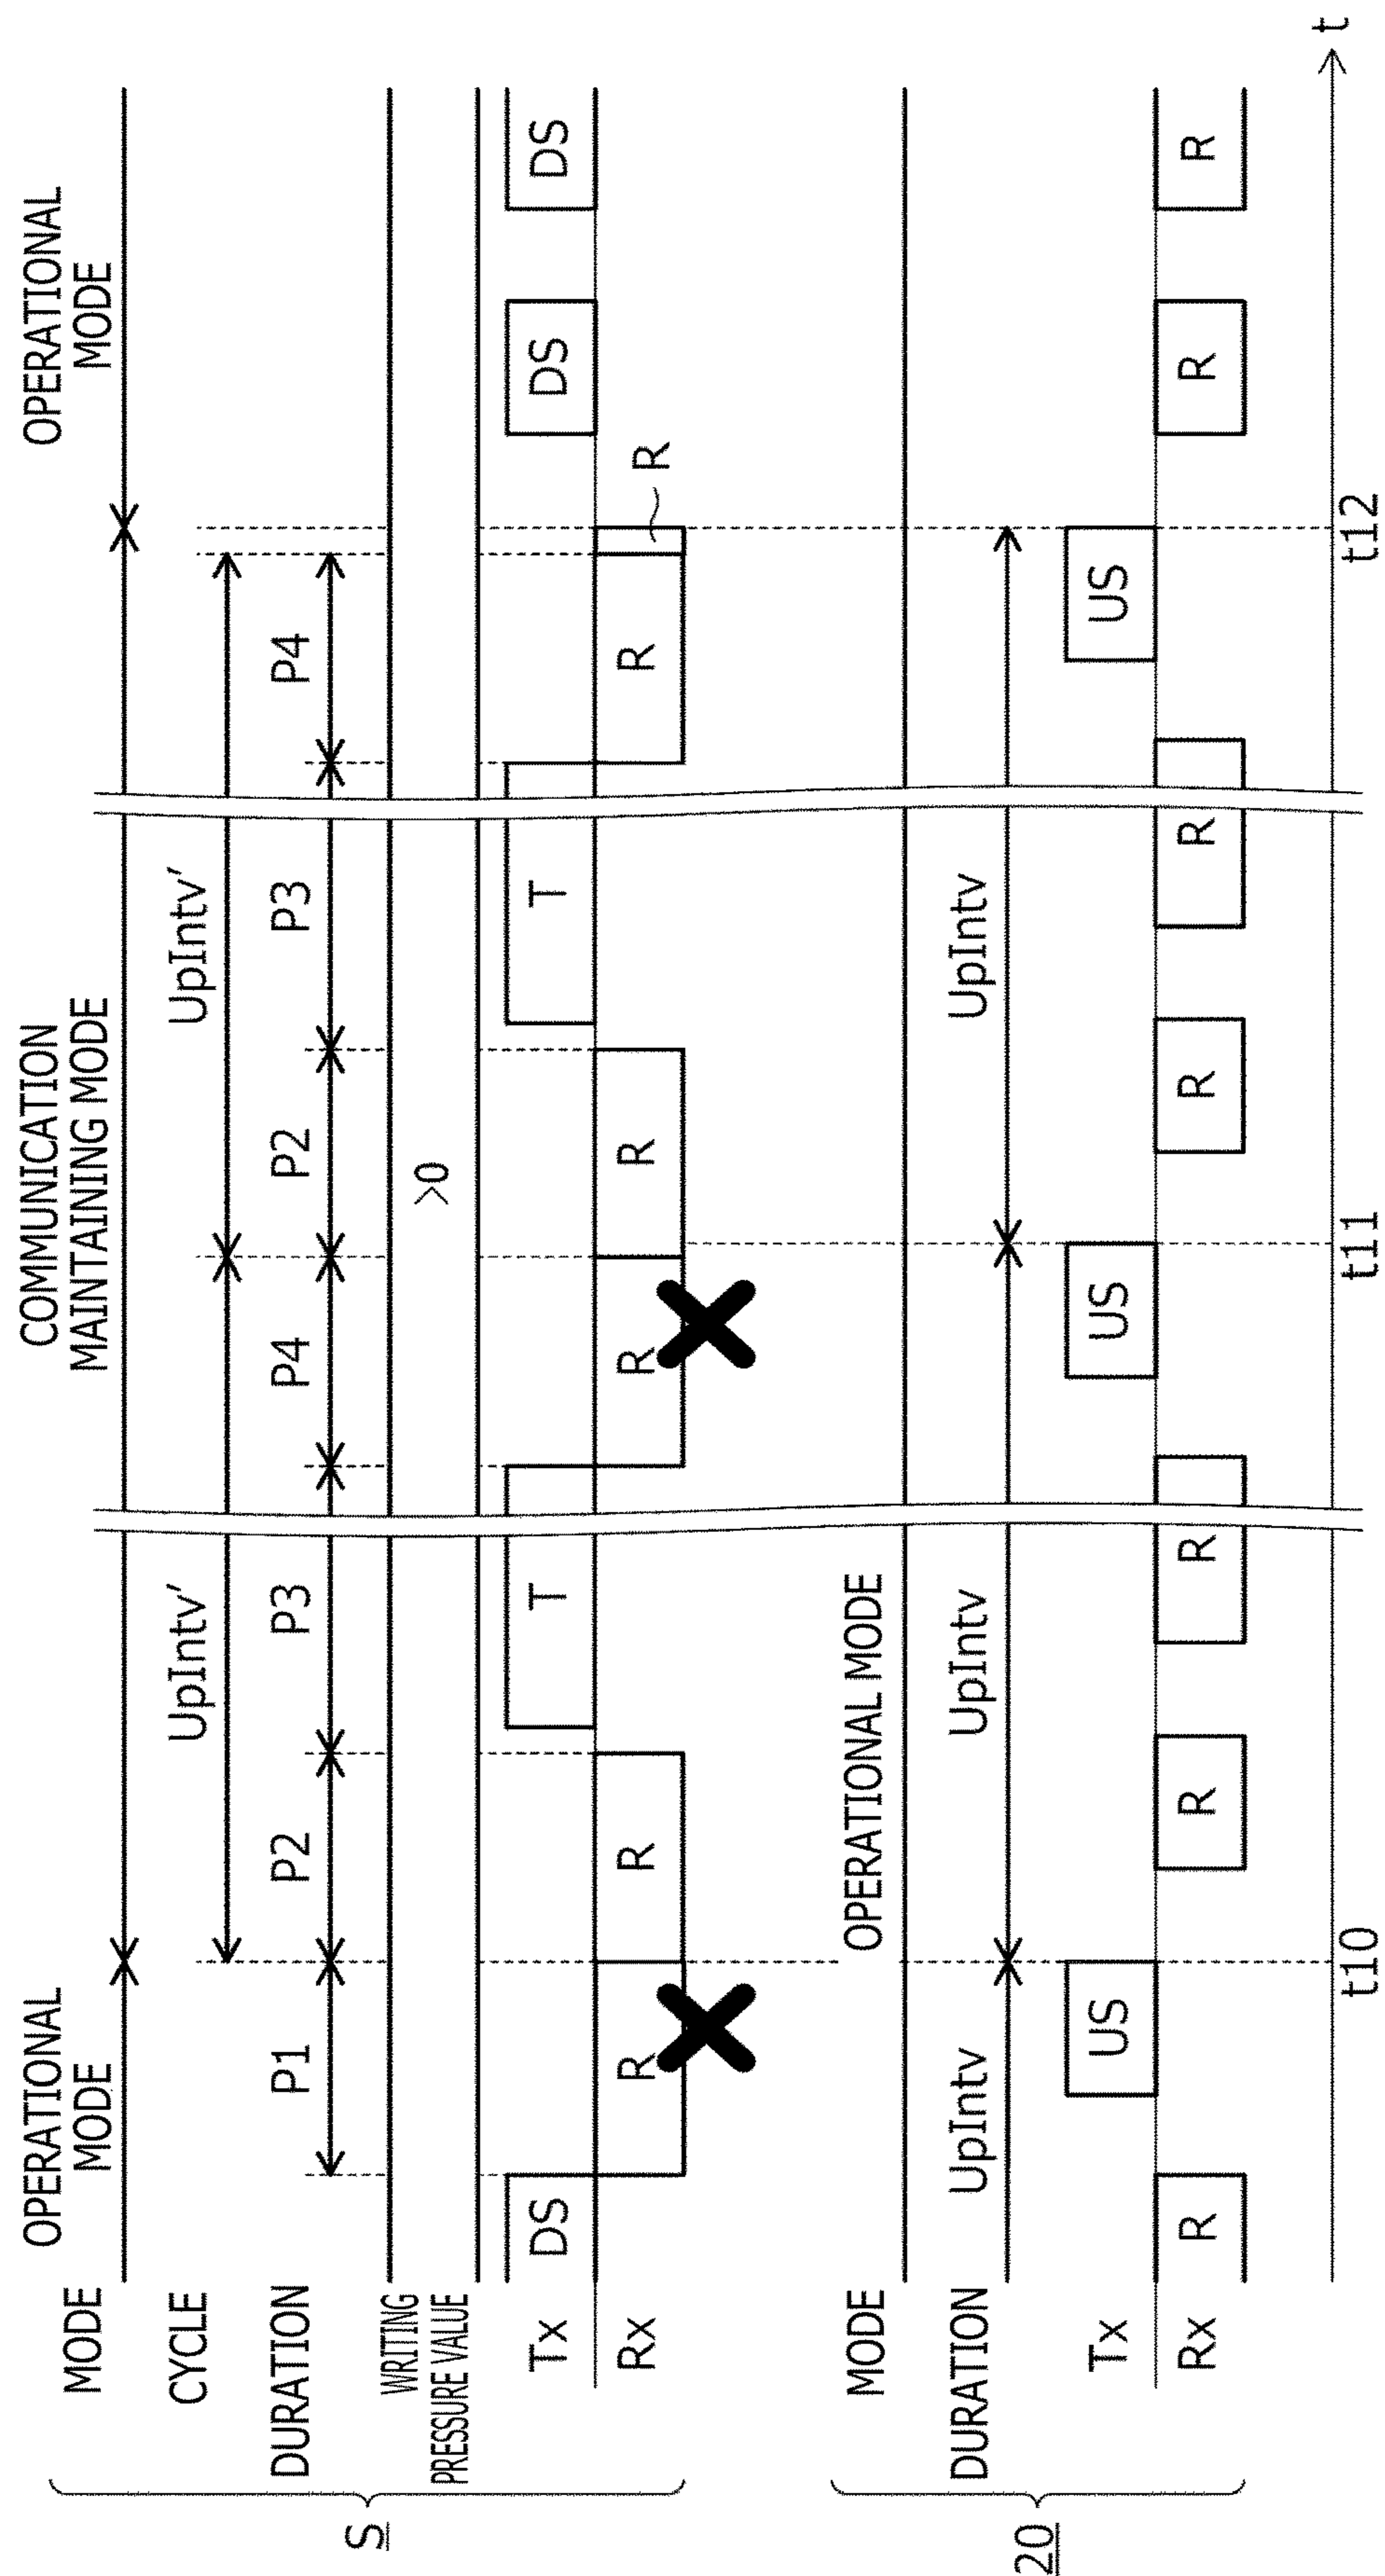 OPERATIONAL
MODE
COMMUNICATION
MAINTAINING MODE
OPERATIONAL
MODE
MODE
CYCLE
UpIntv'
UpIntv'
DURATION
P1
P2
P3
P4
P2
P3
P4
WRITING
PRESSURE VALUE
>0
Tx
DS
T
T
DS
DS
Rx
R
R
R
R
R
R
S
OPERATIONAL MODE
MODE
DURATION
UpIntv
UpIntv
UpIntv
Tx
US
US
US
Rx
R
R
R
R
R
R
R
20
t10
t11
t12
t